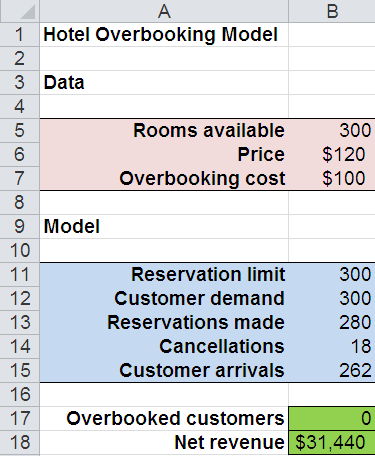 A B
1 Hotel Overbooking Model
2
3 Data
4
5 Rooms available 300
6 Price $120
7 Overbooking cost $100
8
9 Model
10
11 Reservation limit 300
12 Customer demand 300
13 Reservations made 280
14 Cancellations 18
15 Customer arrivals 262
16
17 Overbooked customers 0
18 Net revenue $31,440